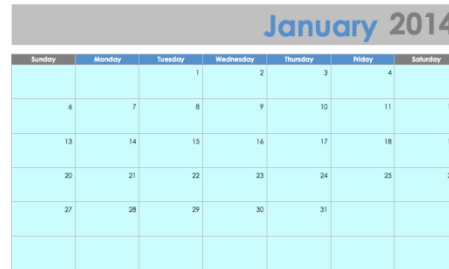 January 2014
Sunday Monday Tuesday Wednesday Thursday Friday Saturday
1 2 3 4
6 7 8 9 10 11
13 14 15 16 17 18
20 21 22 23 24 25
27 28 29 30 31